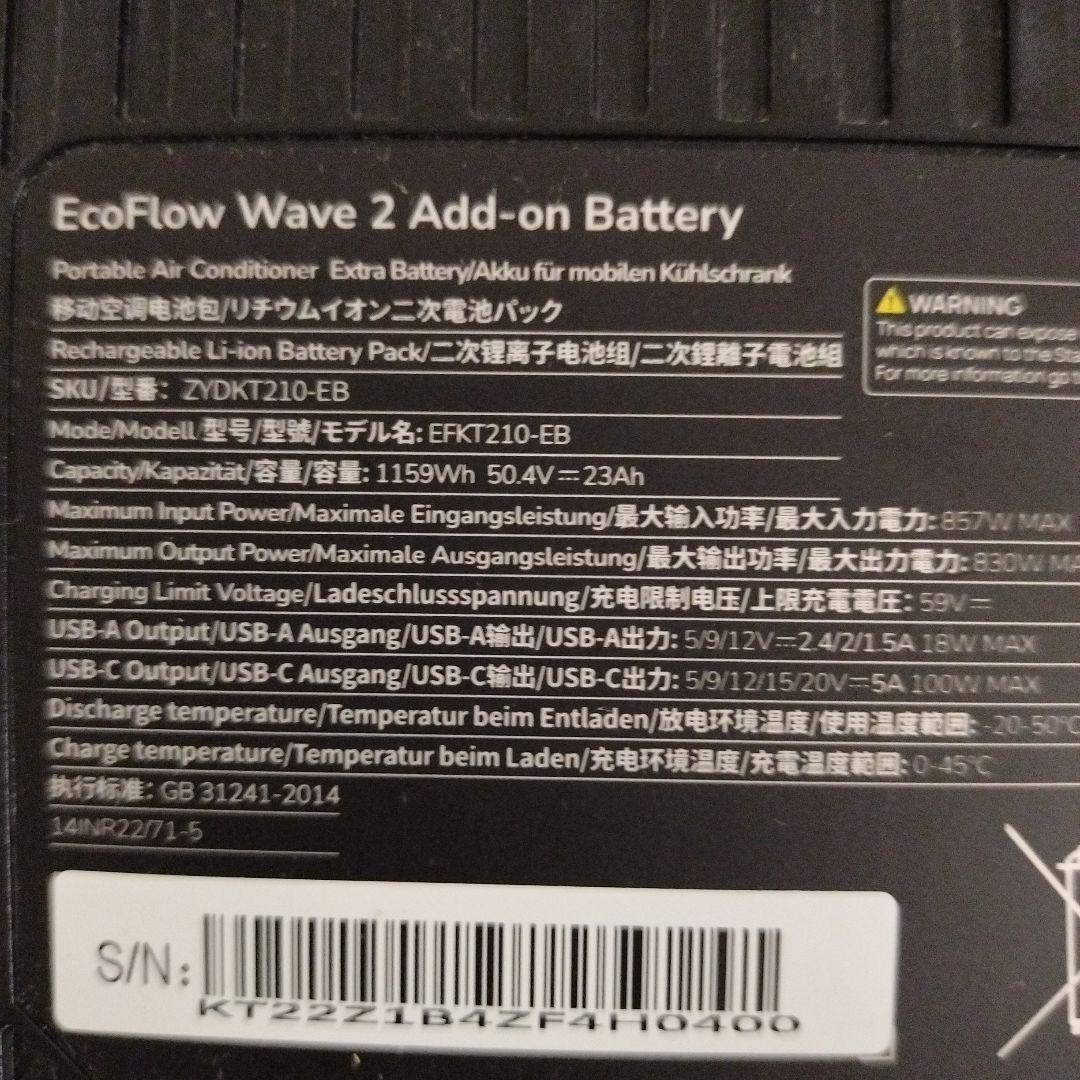 EcoFlow Wave 2 Add-on Battery
Portable Air Conditioner Extra Battery/Akku für mobilen Kühlschrank
移动空调电池包/リチウムイオン二次電池パック
Rechargeable Li-ion Battery Pack/二次锂离子电池组/二次鋰離子電池組
SKU/型番: ZYDKT210-EB
Mode/Modell 型号/型號/モデル名: EFKT210-EB
Capacity/Kapazität/容量/容量: 1159Wh 50.4V⎓23Ah
Maximum Input Power/Maximale Eingangsleistung/最大输入功率/最大入力電力: 857W MAX
Maximum Output Power/Maximale Ausgangsleistung/最大输出功率/最大出力電力: 830W
Charging Limit Voltage/Ladeschlussspannung/充电限制电压/上限充電電圧: 59V⎓
USB-A Output/USB-A Ausgang/USB-A输出/USB-A出力: 5/9/12V⎓2.4/2/1.5A 18W MAX
USB-C Output/USB-C Ausgang/USB-C输出/USB-C出力: 5/9/12/15/20V⎓5A 100W MAX
Discharge temperature/Temperatur beim Entladen/放电环境温度/使用温度範囲: -20-50°C
Charge temperature/Temperatur beim Laden/充电环境温度/充電温度範囲: 0-45°C
执行标准: GB 31241-2014
14INR22/71-5
⚠WARNING
This product can expose
which is known to the
For more information go
S/N:
KT22Z1B4ZF4H0400